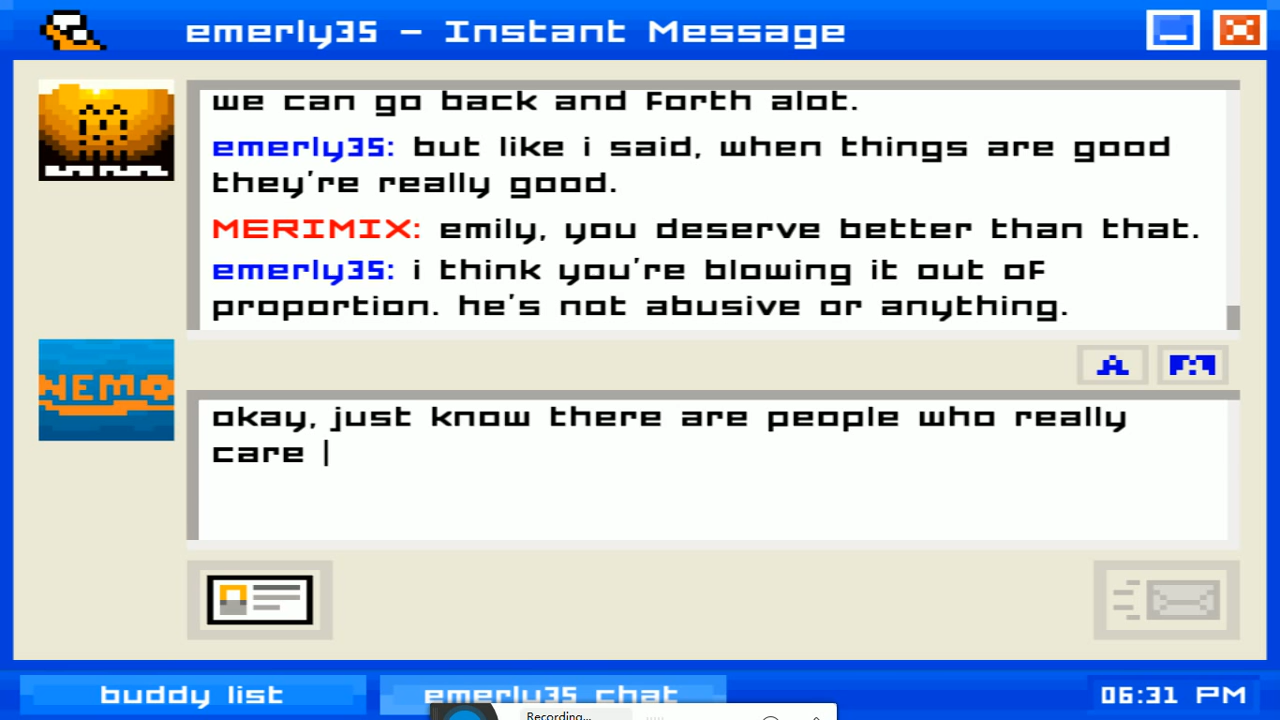 emerly35 - Instant Message
we can go back and forth alot.
emerly35: but like i said, when things are good
they're really good.
MERIMIX: emily, you deserve better than that.
emerly35: i think you're blowing it out of
proportion. he's not abusive or anything.
NEMO
A
okay, just know there are people who really
care
buddy list
emerly35 chat
06:31 PM
Recording...